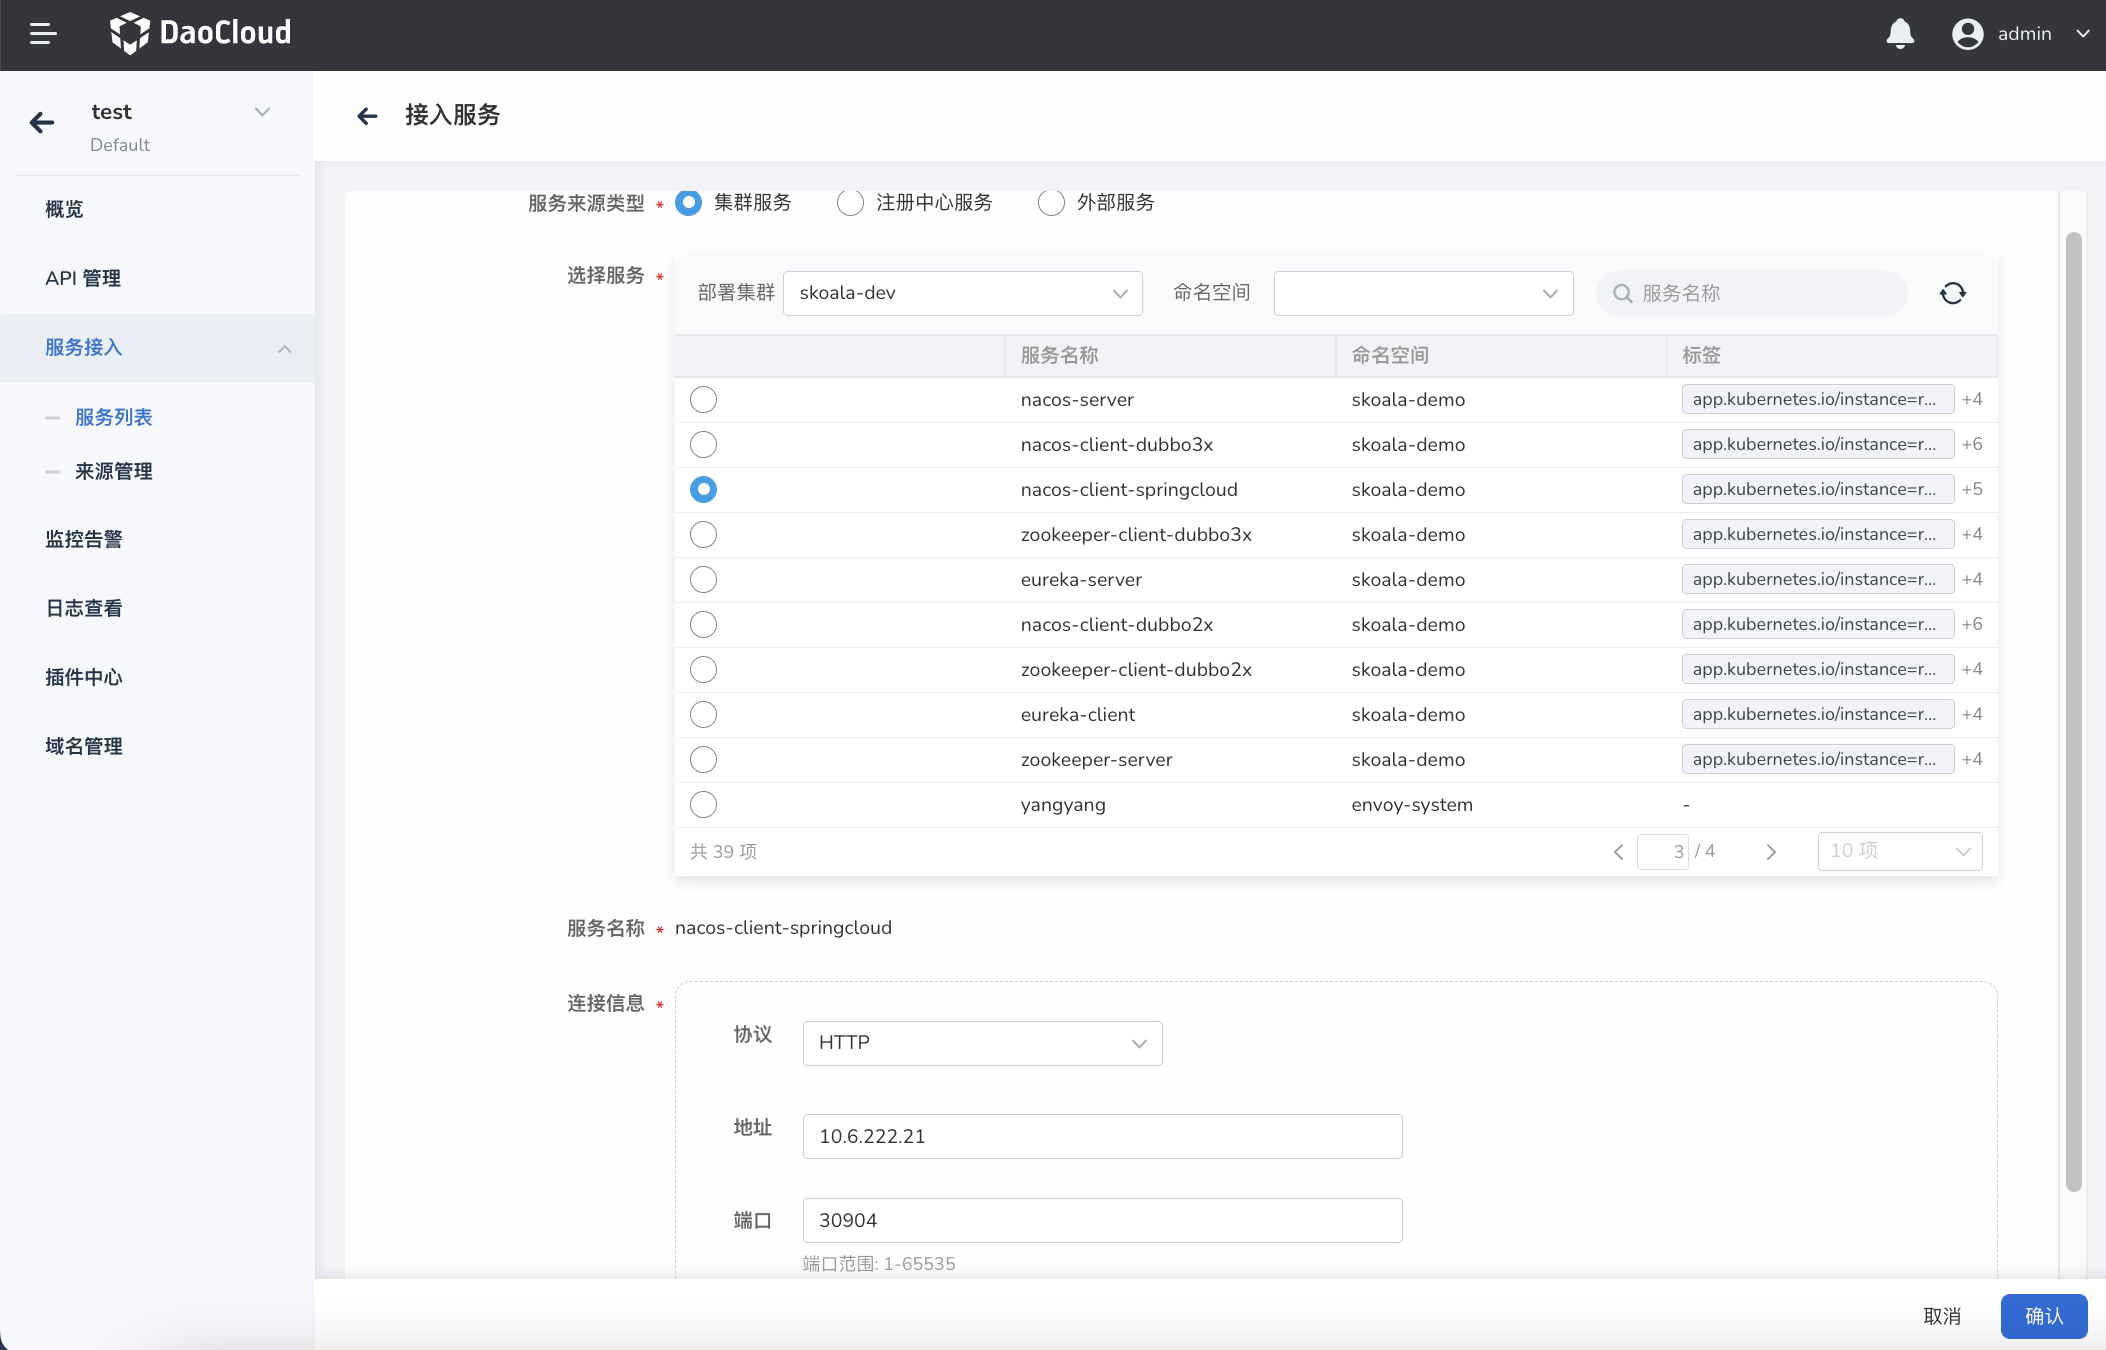 DaoCloud
admin
test
Default
概览
API 管理
服务接入
服务列表
来源管理
监控告警
日志查看
插件中心
域名管理
接入服务
服务来源类型 * 集群服务 注册中心服务 外部服务
选择服务 * 部署集群 skoala-dev 命名空间 服务名称
服务名称 命名空间 标签
nacos-server skoala-demo app.kubernetes.io/instance=r... +4
nacos-client-dubbo3x skoala-demo app.kubernetes.io/instance=r... +6
nacos-client-springcloud skoala-demo app.kubernetes.io/instance=r... +5
zookeeper-client-dubbo3x skoala-demo app.kubernetes.io/instance=r... +4
eureka-server skoala-demo app.kubernetes.io/instance=r... +4
nacos-client-dubbo2x skoala-demo app.kubernetes.io/instance=r... +6
zookeeper-client-dubbo2x skoala-demo app.kubernetes.io/instance=r... +4
eureka-client skoala-demo app.kubernetes.io/instance=r... +4
zookeeper-server skoala-demo app.kubernetes.io/instance=r... +4
yangyang envoy-system -
共 39 项 3 / 4 10 项
服务名称 * nacos-client-springcloud
连接信息 *
协议 HTTP
地址 10.6.222.21
端口 30904
端口范围: 1-65535
取消 确认